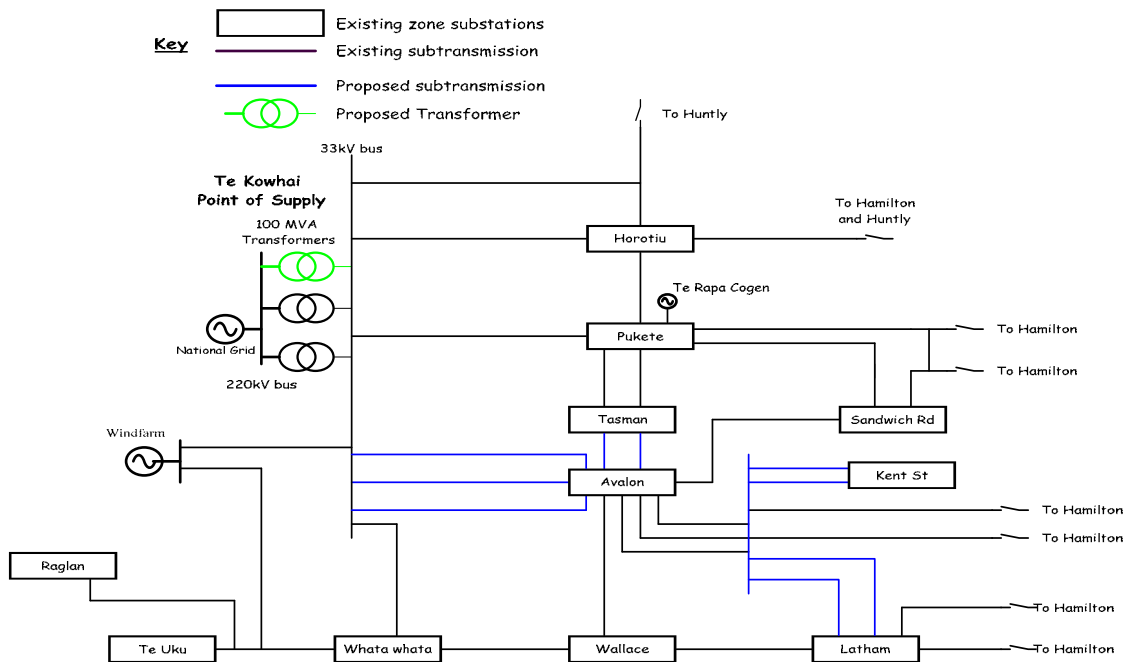 Key
Existing zone substations
Existing subtransmission
Proposed subtransmission
Proposed Transformer
To Huntly
33kV bus
Te Kowhai
Point of Supply
100 MVA
Transformers
To Hamilton
and Huntly
Horotiu
Te Rapa Cogen
National Grid
Pukete
To Hamilton
To Hamilton
220kV bus
Tasman
Sandwich Rd
Windfarm
Avalon
Kent St
To Hamilton
To Hamilton
Raglan
To Hamilton
Te Uku
Whata whata
Wallace
Latham
To Hamilton